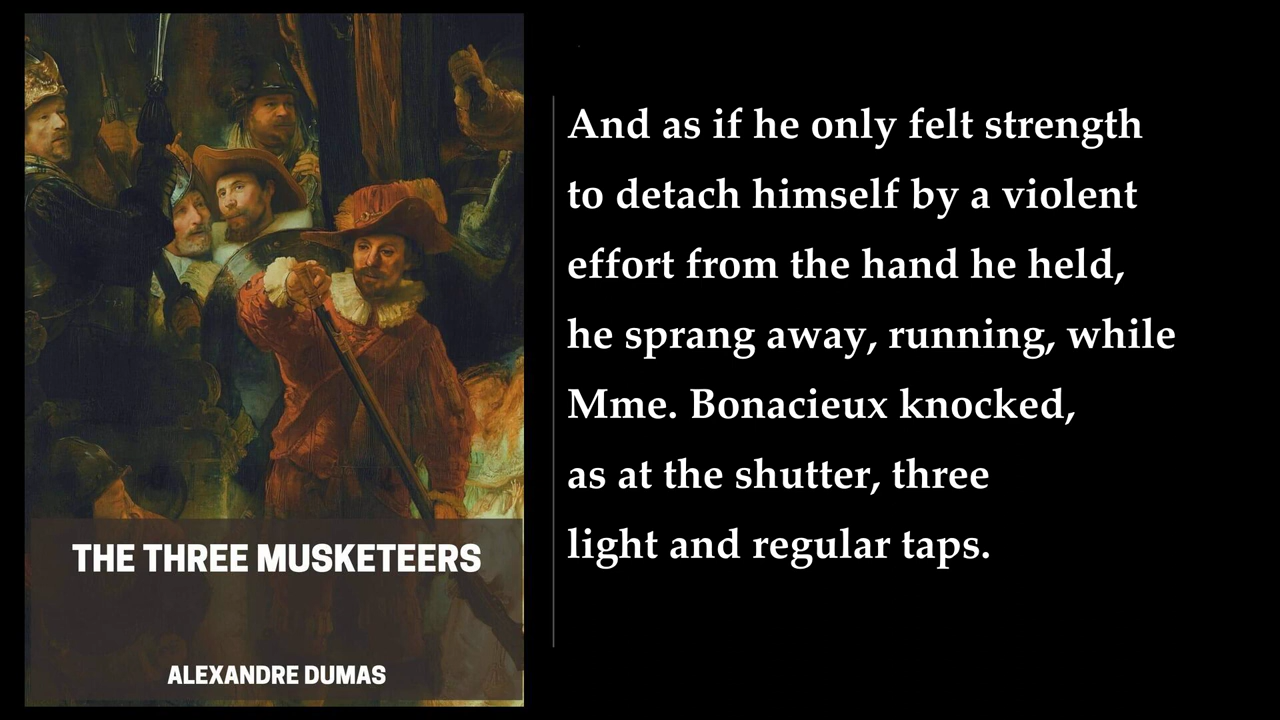 THE THREE MUSKETEERS
ALEXANDRE DUMAS
And as if he only felt strength
to detach himself by a violent
effort from the hand he held,
he sprang away, running, while
Mme. Bonacieux knocked,
as at the shutter, three
light and regular taps.